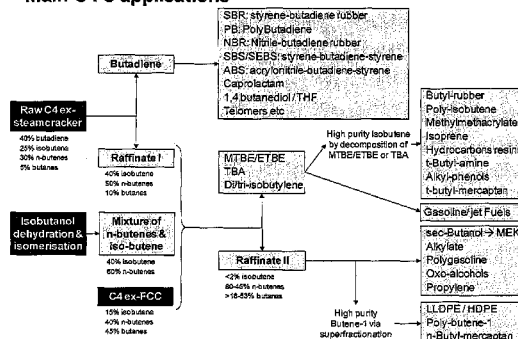 Main C4's applications
SBR: styrene-butadiene rubber
PB: PolyButadiene
NBR: Nitrile-butadiene rubber
SBS/SEBS: styrene-butadiene-styrene
ABS: acrylonitrile-butadiene-styrene
Caprolactam
1,4 butanediol / THF
Telomers etc
Butadiene
Raw C4 ex-
steamcracker
40% butadiene
25% isobutene
30% n-butenes
5% butanes
Raffinate I
40% isobutene
50% n-butenes
10% butanes
Isobutanol
dehydration &
isomerisation
Mixture of
n-butenes &
iso-butene
40% isobutene
60% n-butenes
C4 ex-FCC
15% isobutene
40% n-butenes
45% butanes
MTBE/ETBE
TBA
Di/tri-isobutylene
High purity Isobutene
by decomposition of
MTBE/ETBE or TBA
Butyl-rubber
Poly-isobutene
Methylmethacrylate
Isoprene
Hydrocarbons resin
t-Butyl-amine
Alkyl-phenols
t-butyl-mercaptan
Gasoline/jet Fuels
Raffinate II
<2% isobutene
n-butenes
butanes
sec-Butanol → MEK
Alkylate
Polygasoline
Oxo-alcohols
Propylene
High purity
Butene-1 via
superfractionation
LLDPE / HDPE
Poly-butene-1
n-Butyl-mercaptan